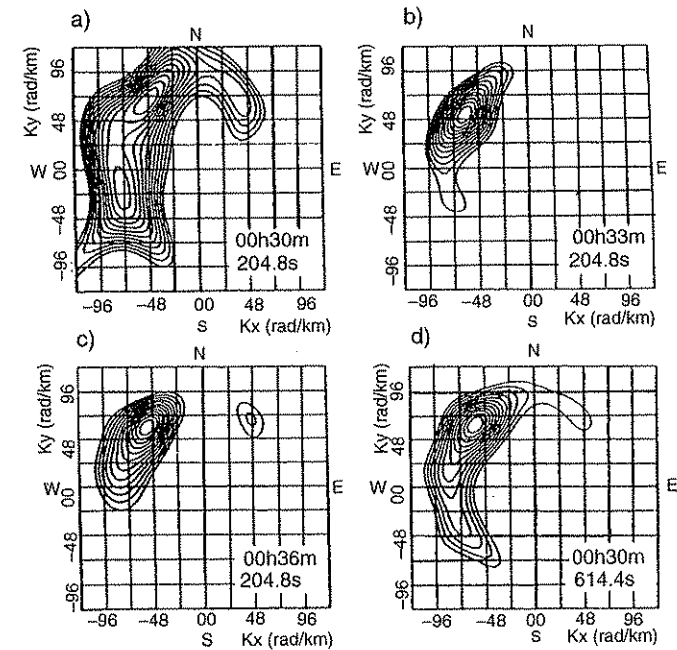 a)
N
Ky (rad/km)
96
48
W 00 E
−48
−96
00h30m
204.8s
−96 −48 00 48 96
S Kx (rad/km)
b)
N
Ky (rad/km)
96
48
W 00 E
−48
−96
00h33m
204.8s
−96 −48 00 48 96
S Kx (rad/km)
c)
N
Ky (rad/km)
96
48
W 00 E
−48
−96
00h36m
204.8s
−96 −48 00 48 96
S Kx (rad/km)
d)
N
Ky (rad/km)
96
48
W 00 E
−48
−96
00h30m
614.4s
−96 −48 00 48 96
S Kx (rad/km)